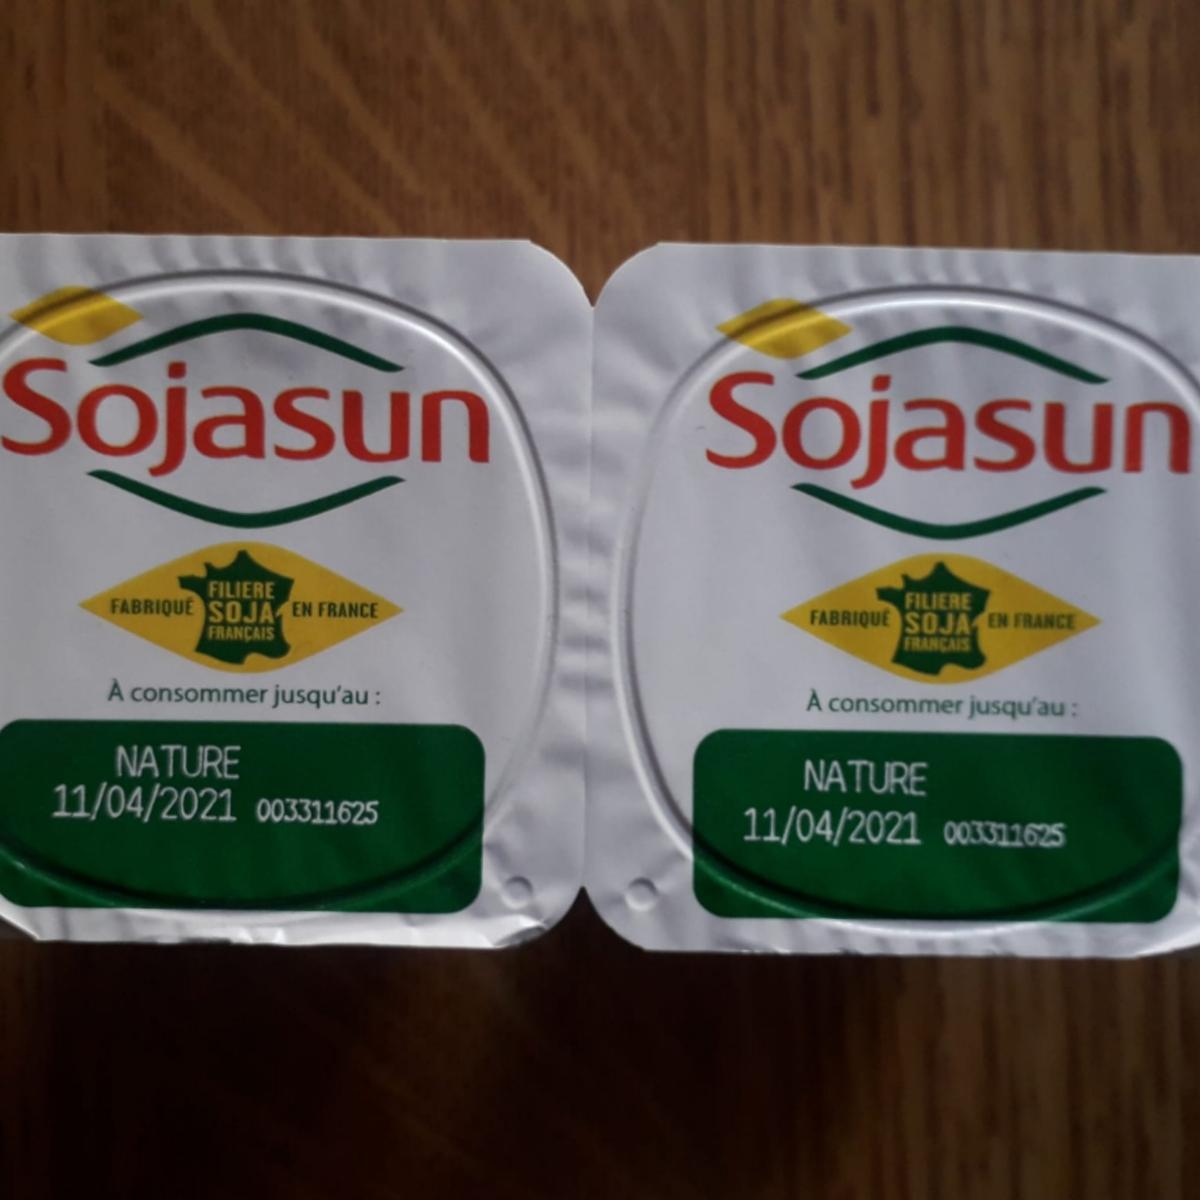 Sojasun
FABRIQUÉ FILIERE SOJA FRANÇAIS EN FRANCE
À consommer jusqu'au :
NATURE
11/04/2021 003311625
Sojasun
FABRIQUÉ FILIERE SOJA FRANÇAIS EN FRANCE
À consommer jusqu'au :
NATURE
11/04/2021 003311625